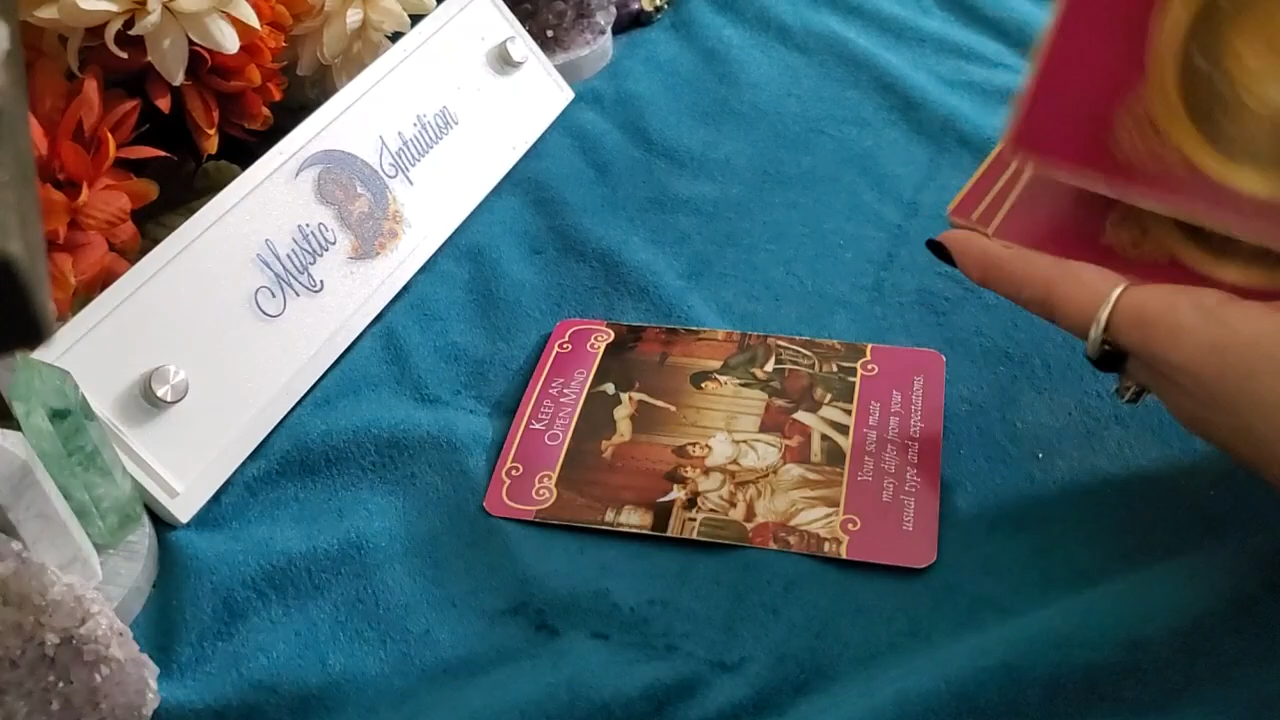 Mystic Intuition
KEEP AN
OPEN MIND
Your soul mate
may differ from your
usual type and expectations.